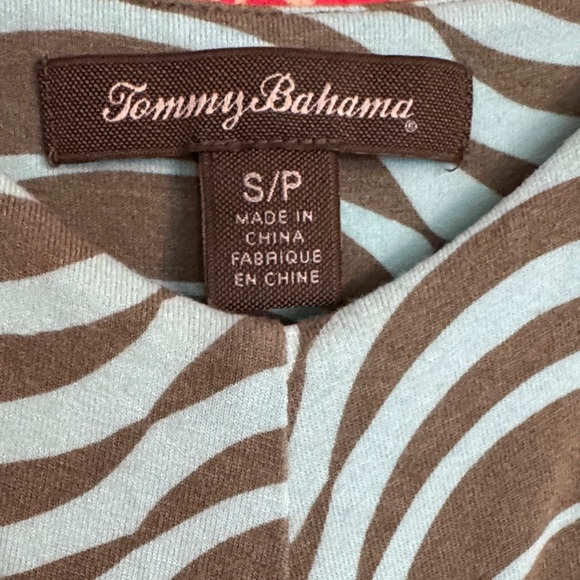 Tommy Bahama®
S/P
MADE IN
CHINA
FABRIQUE
EN CHINE